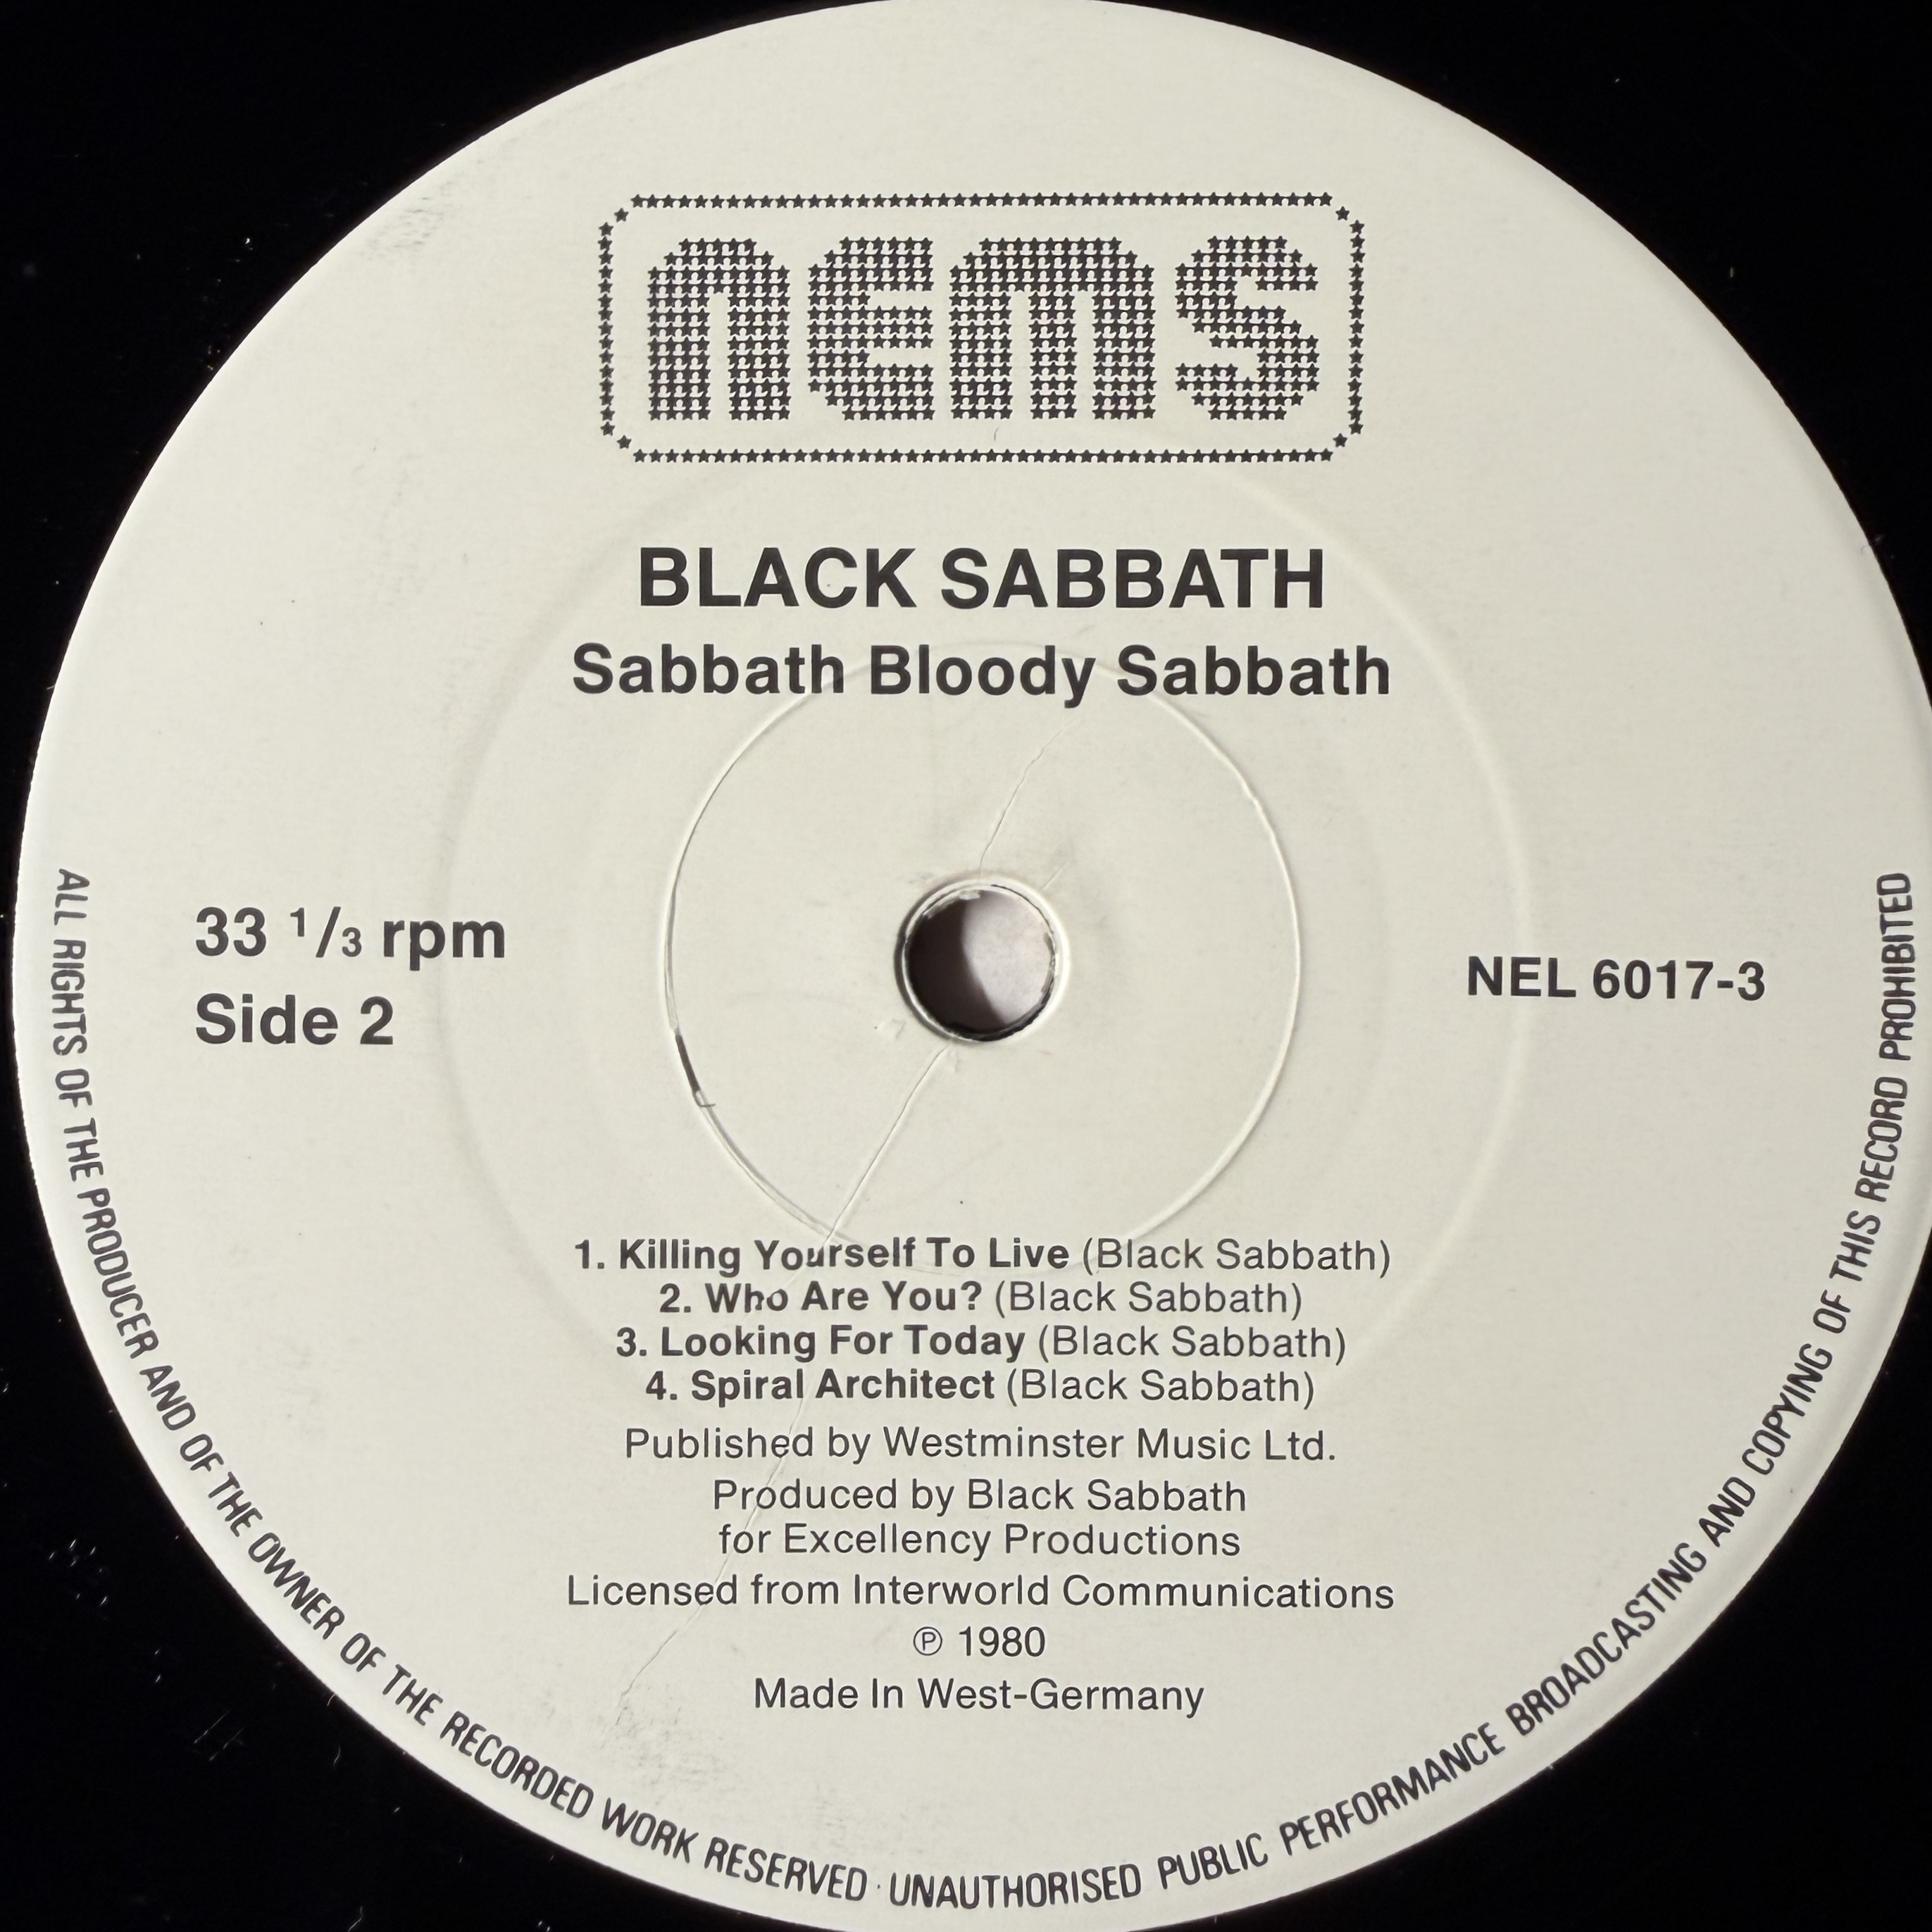 nems
BLACK SABBATH
Sabbath Bloody Sabbath
33 1/3 rpm
Side 2
NEL 6017-3
1. Killing Yourself To Live (Black Sabbath)
2. Who Are You? (Black Sabbath)
3. Looking For Today (Black Sabbath)
4. Spiral Architect (Black Sabbath)
Published by Westminster Music Ltd.
Produced by Black Sabbath
for Excellency Productions
Licensed from Interworld Communications
℗ 1980
Made In West-Germany
ALL RIGHTS OF THE PRODUCER AND OF THE OWNER OF THE RECORDED WORK RESERVED · UNAUTHORISED PUBLIC PERFORMANCE BROADCASTING AND COPYING OF THIS RECORD PROHIBITED